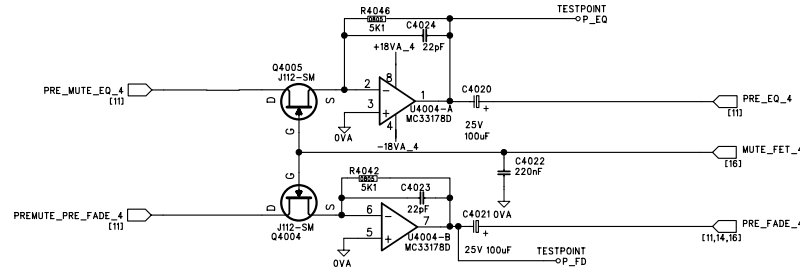 R4046
0805
5K1
TESTPOINT
P_EQ
C4024
22pF
+18VA_4
Q4005
J112-SM
PRE_MUTE_EQ_4
[11]
D
S
G
2
3
8
1
4
U4004-A
MC33178D
0VA
-18VA_4
C4020
25V
100uF
PRE_EQ_4
[11]
MUTE_FET_4
[16]
C4022
220nF
0VA
R4042
0805
5K1
C4023
22pF
G
D
S
PREMUTE_PRE_FADE_4
[11]
J112-SM
Q4004
6
5
7
U4004-B
MC33178D
0VA
C4021
25V 100uF
PRE_FADE_4
[11,14,16]
TESTPOINT
P_FD